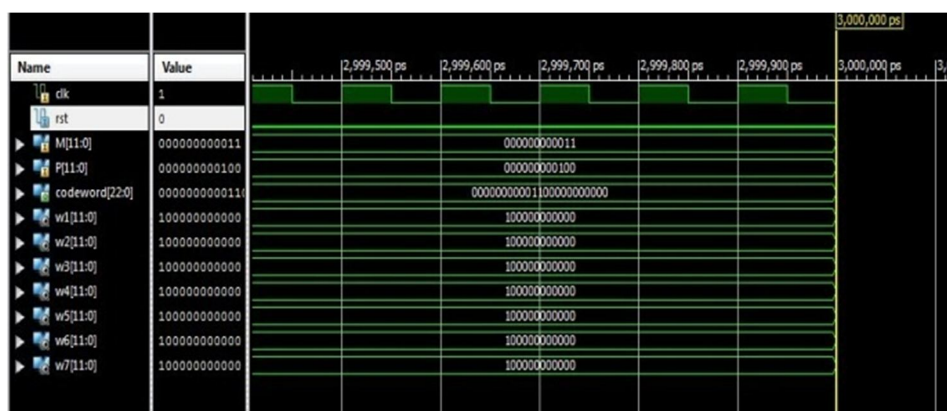 3,000,000 ps
Name Value 2,999,500 ps 2,999,600 ps 2,999,700 ps 2,999,800 ps 2,999,900 ps 3,000,000 ps 3,
clk 1
rst 0
M[11:0] 000000000011 000000000011
P[11:0] 000000000100 000000000100
codeword[22:0] 000000000011( 00000000001100000000000
w1[11:0] 100000000000 100000000000
w2[11:0] 100000000000 100000000000
w3[11:0] 100000000000 100000000000
w4[11:0] 100000000000 100000000000
w5[11:0] 100000000000 100000000000
w6[11:0] 100000000000 100000000000
w7[11:0] 100000000000 100000000000